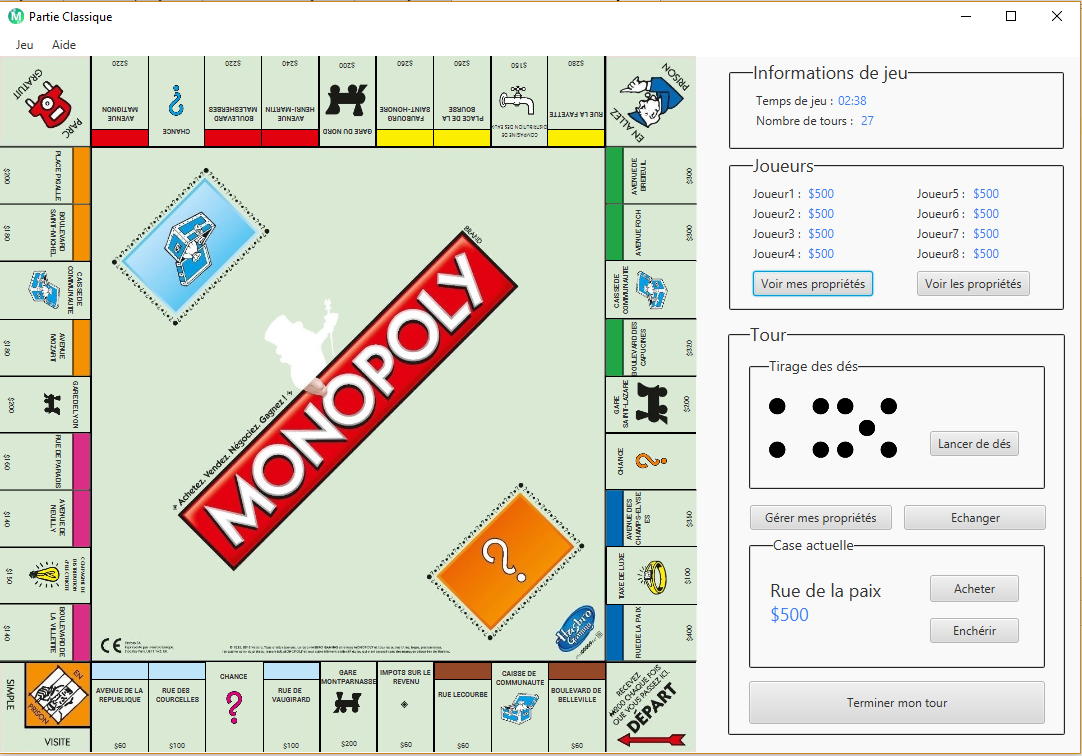 Partie Classique
Jeu
Aide
GRATUIT
PARC
$220
AVENUE
MATIGNON
CHANCE
$220
BOULEVARD
MALESHERBES
$240
AVENUE
HENRI-MARTIN
$200
GARE DU NORD
$260
FAUBOURG
SAINT-HONORE
$260
PLACE DE LA
BOURSE
$150
COMPAGNIE DE
DISTRIBUTION DES EAUX
$280
RUE LA FAYETTE
PRISON
EN ALLEZ
PLACE PIGALLE
$200
BOULEVARD
SAINT-MICHEL
$180
CAISSE DE
COMMUNAUTE
AVENUE
MOZART
$180
GARE DE LYON
$200
RUE DE PARADIS
$160
AVENUE DE
NEUILLY
$140
$150
BOULEVARD DE
LA VILLETTE
$140
AVENUE DE
BRETEUIL
$300
AVENUE FOCH
$300
CAISSE DE
COMMUNAUTE
BOULEVARD DES
CAPUCINES
$320
GARE
SAINT-LAZARE
$200
CHANCE
AVENUE DES
CHAMPS-ELYSE
ES
$350
TAXE DE LUXE
$100
RUE DE LA PAIX
$400
BRAND
MONOPOLY
Achetez. Vendez. Négociez. Gagnez !
CE
Hasbro
Gaming
EN
PRISON
SIMPLE
VISITE
AVENUE DE LA
REPUBLIQUE
$60
RUE DES
COURCELLES
$100
CHANCE
RUE DE
VAUGIRARD
$100
GARE
MONTPARNASSE
$200
IMPOTS SUR LE
REVENU
$60
RUE LECOURBE
$60
CAISSE DE
COMMUNAUTE
BOULEVARD DE
BELLEVILLE
$60
RECEVEZ
₩200 CHAQUE FOIS
QUE VOUS PASSEZ ICI.
DÉPART
Informations de jeu
Temps de jeu : 02:38
Nombre de tours : 27
Joueurs
Joueur1 : $500
Joueur2 : $500
Joueur3 : $500
Joueur4 : $500
Joueur5 : $500
Joueur6 : $500
Joueur7 : $500
Joueur8 : $500
Voir mes propriétés
Voir les propriétés
Tour
Tirage des dés
Lancer de dés
Gérer mes propriétés
Echanger
Case actuelle
Rue de la paix
$500
Acheter
Enchérir
Terminer mon tour